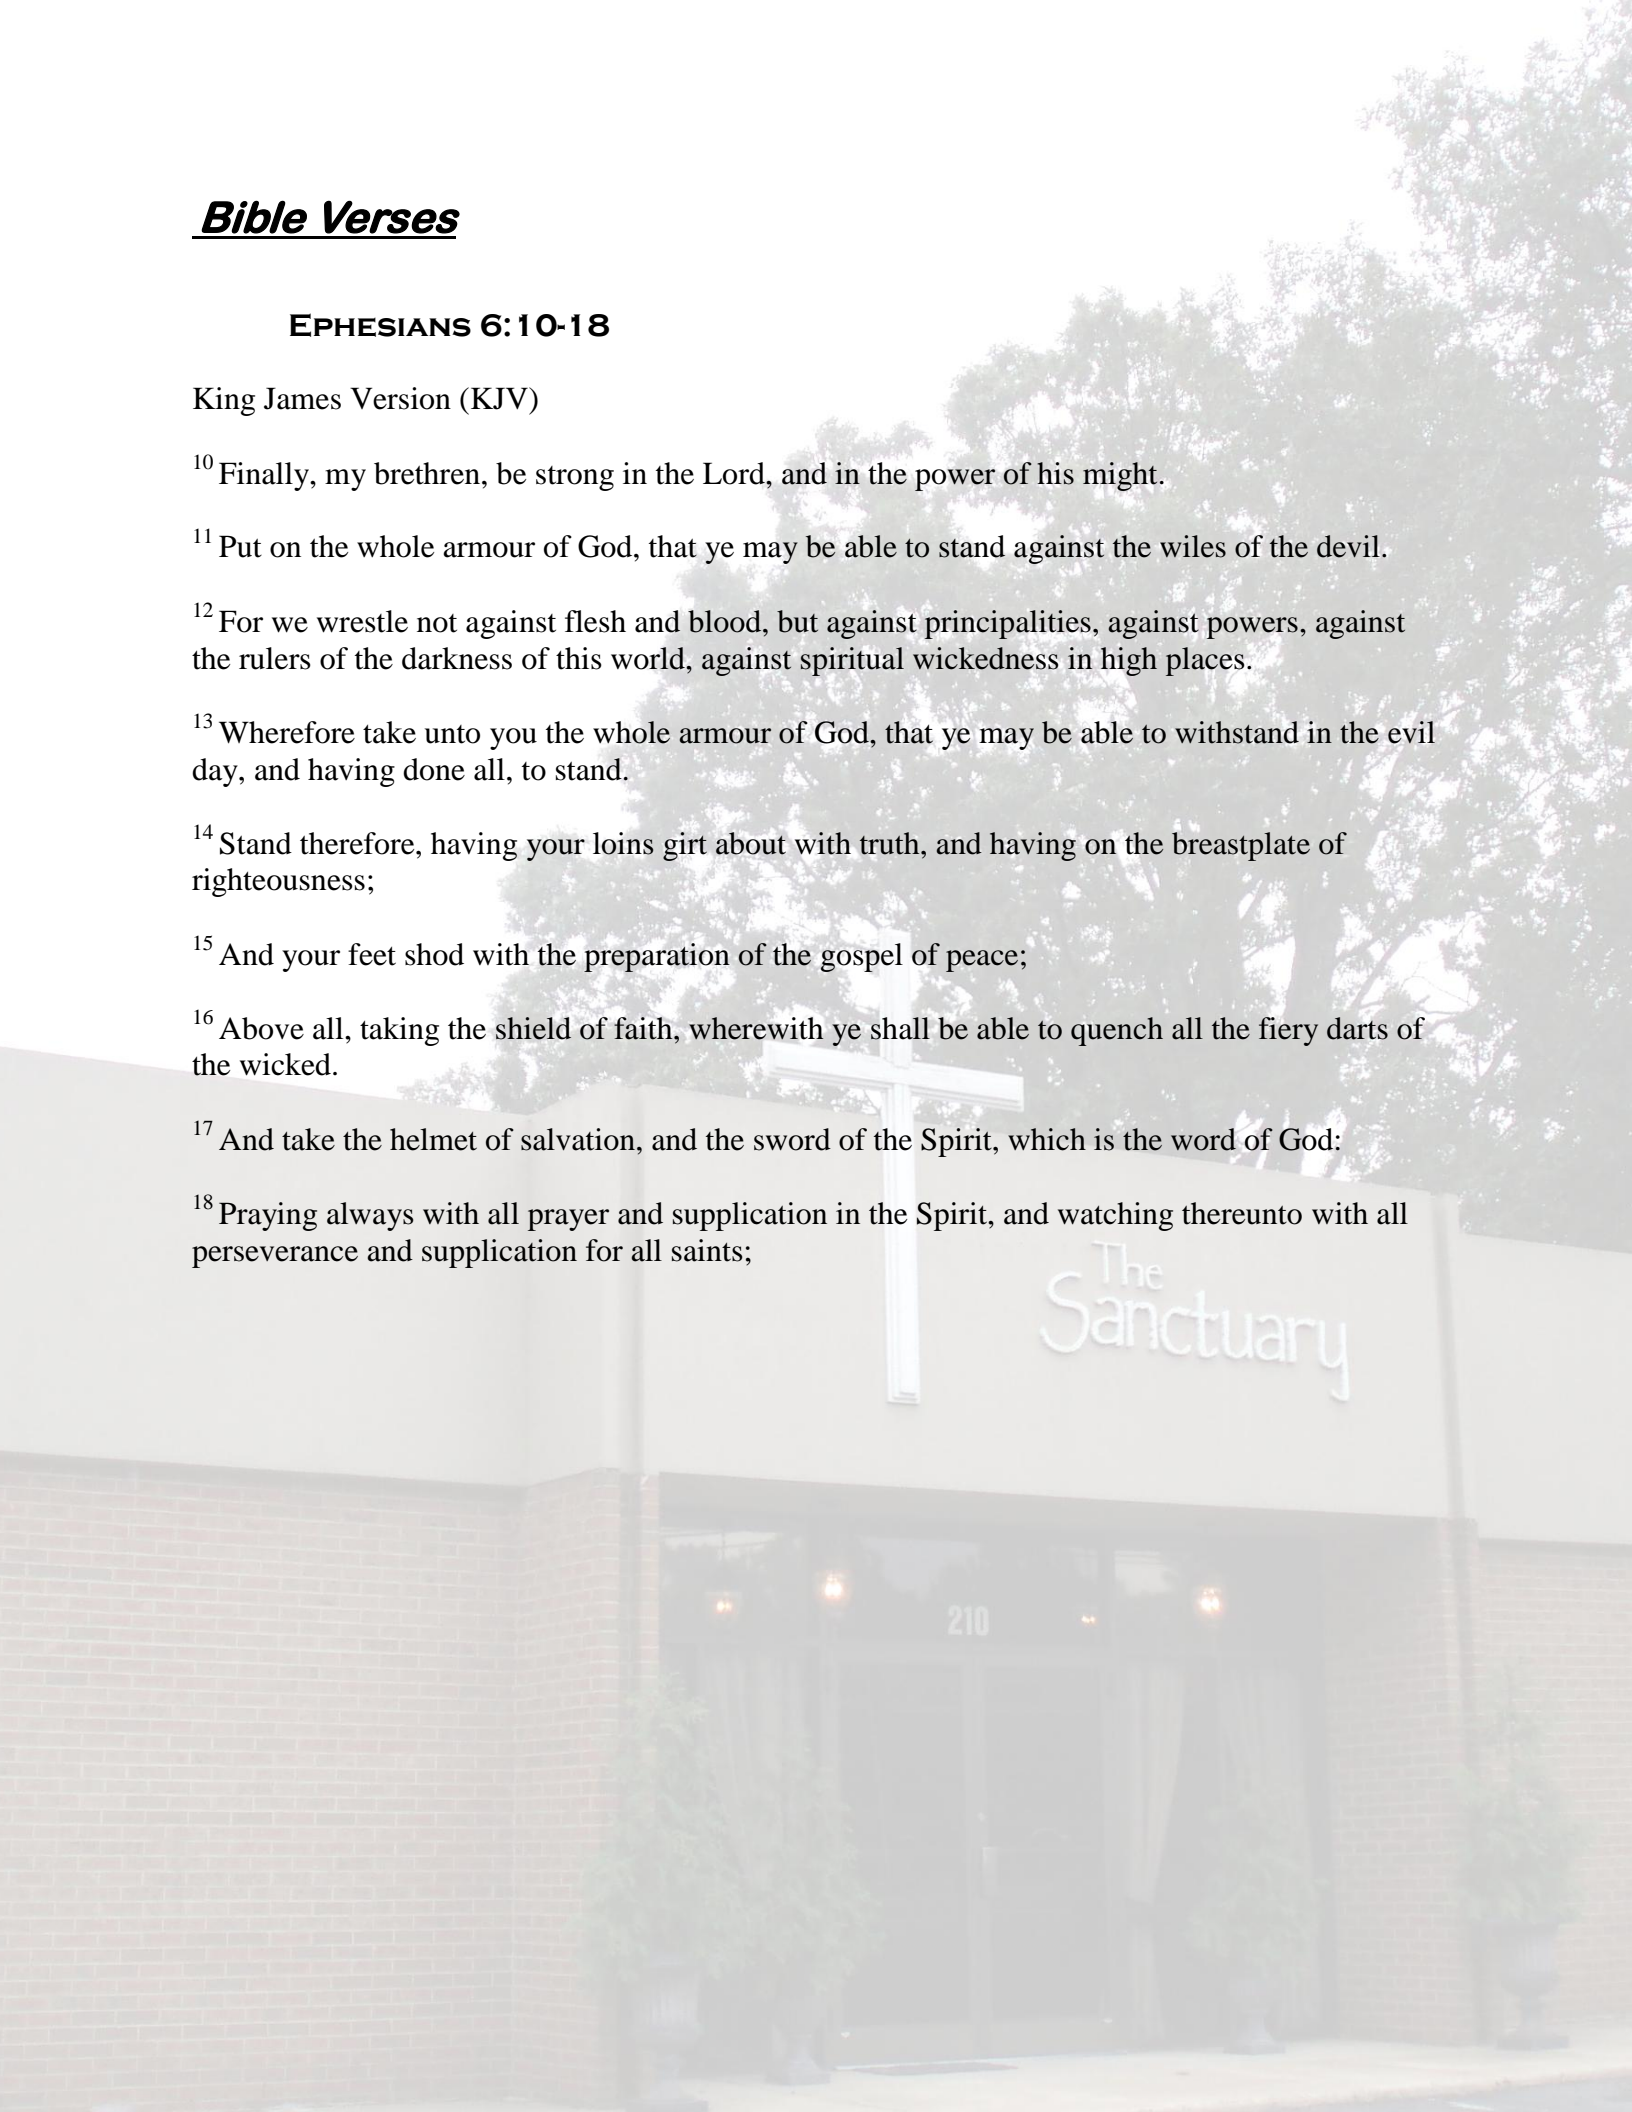 Bible Verses
Ephesians 6:10-18
King James Version (KJV)
10 Finally, my brethren, be strong in the Lord, and in the power of his might.
11 Put on the whole armour of God, that ye may be able to stand against the wiles of the devil.
12 For we wrestle not against flesh and blood, but against principalities, against powers, against
the rulers of the darkness of this world, against spiritual wickedness in high places.
13 Wherefore take unto you the whole armour of God, that ye may be able to withstand in the evil
day, and having done all, to stand.
14 Stand therefore, having your loins girt about with truth, and having on the breastplate of
righteousness;
15 And your feet shod with the preparation of the gospel of peace;
16 Above all, taking the shield of faith, wherewith ye shall be able to quench all the fiery darts of
the wicked.
17 And take the helmet of salvation, and the sword of the Spirit, which is the word of God:
18 Praying always with all prayer and supplication in the Spirit, and watching thereunto with all
perseverance and supplication for all saints;
The
Sanctuary
210